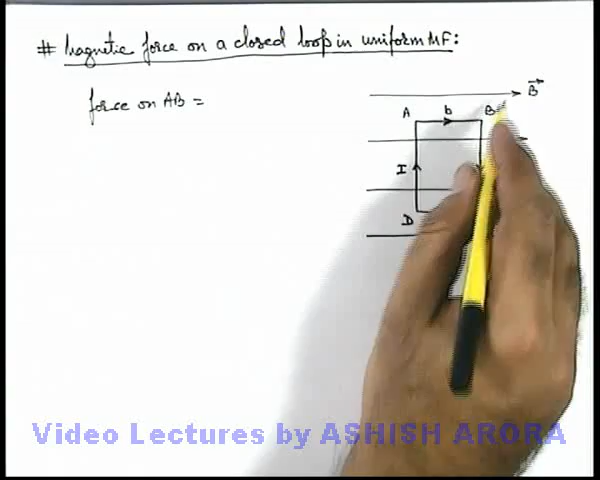 # Magnetic force on a closed loop in uniform MF:
B
force on AB =
A b B
I
D
Video Lectures by ASHISH ARORA